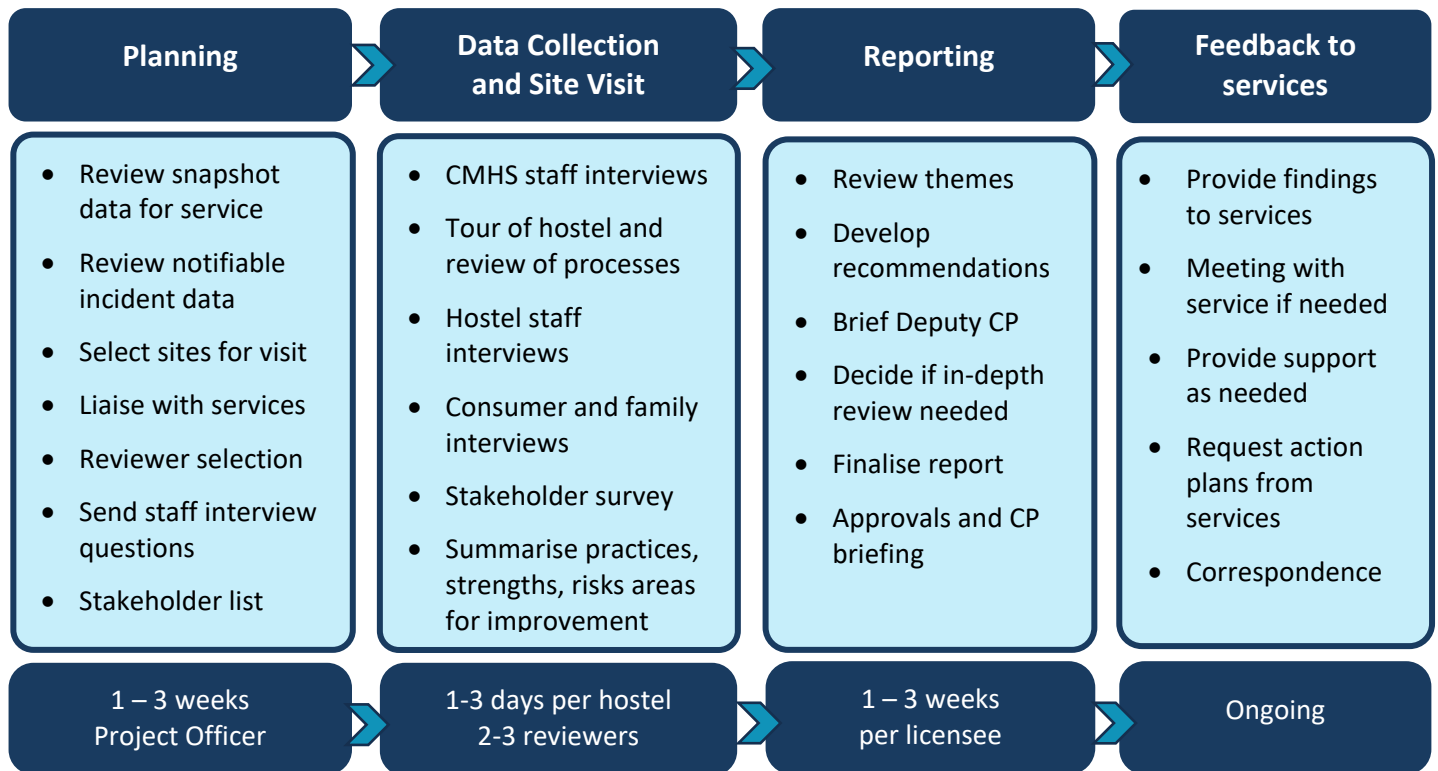 Planning
Data Collection
and Site Visit
Reporting
Feedback to
services
• Review snapshot
data for service
• Review notifiable
incident data
• Select sites for visit
• Liaise with services
• Reviewer selection
• Send staff interview
questions
• Stakeholder list
• CMHS staff interviews
• Tour of hostel and
review of processes
• Hostel staff
interviews
• Consumer and family
interviews
• Stakeholder survey
• Summarise practices,
strengths, risks areas
for improvement
• Review themes
• Develop
recommendations
• Brief Deputy CP
• Decide if in-depth
review needed
• Finalise report
• Approvals and CP
briefing
• Provide findings
to services
• Meeting with
service if needed
• Provide support
as needed
• Request action
plans from
services
• Correspondence
1 – 3 weeks
Project Officer
1-3 days per hostel
2-3 reviewers
1 – 3 weeks
per licensee
Ongoing